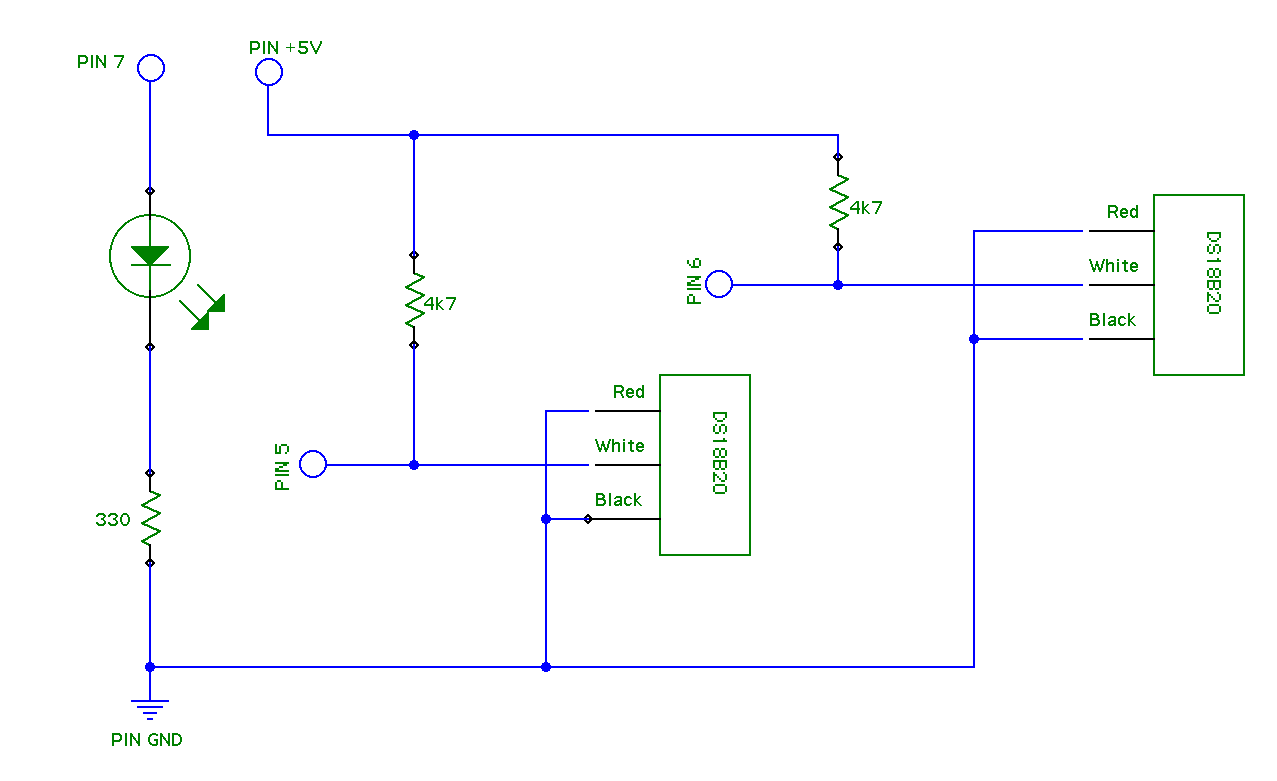 PIN 7
PIN +5V
4k7
Red
White
Black
DS18B20
PIN 6
4k7
Red
White
Black
DS18B20
PIN 5
330
PIN GND